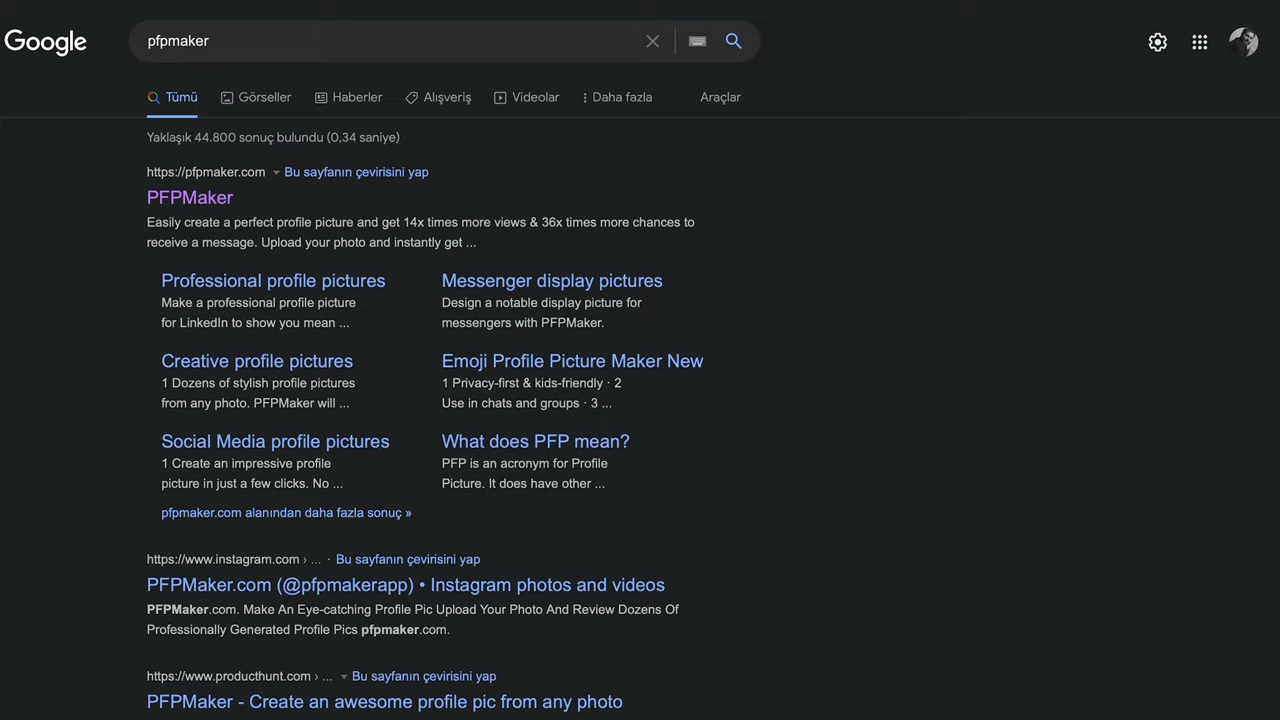 Google
pfpmaker
Tümü Görseller Haberler Alışveriş Videolar Daha fazla Araçlar
Yaklaşık 44.800 sonuç bulundu (0,34 saniye)
https://pfpmaker.com Bu sayfanın çevirisini yap
PFPMaker
Easily create a perfect profile picture and get 14x times more views & 36x times more chances to
receive a message. Upload your photo and instantly get ...
Professional profile pictures
Make a professional profile picture
for LinkedIn to show you mean ...
Messenger display pictures
Design a notable display picture for
messengers with PFPMaker.
Creative profile pictures
1 Dozens of stylish profile pictures
from any photo. PFPMaker will ...
Emoji Profile Picture Maker New
1 Privacy-first & kids-friendly · 2
Use in chats and groups · 3 ...
Social Media profile pictures
1 Create an impressive profile
picture in just a few clicks. No ...
What does PFP mean?
PFP is an acronym for Profile
Picture. It does have other ...
pfpmaker.com alanından daha fazla sonuç »
https://www.instagram.com › ... · Bu sayfanın çevirisini yap
PFPMaker.com (@pfpmakerapp) • Instagram photos and videos
PFPMaker.com. Make An Eye-catching Profile Pic Upload Your Photo And Review Dozens Of
Professionally Generated Profile Pics pfpmaker.com.
https://www.producthunt.com › ... Bu sayfanın çevirisini yap
PFPMaker - Create an awesome profile pic from any photo